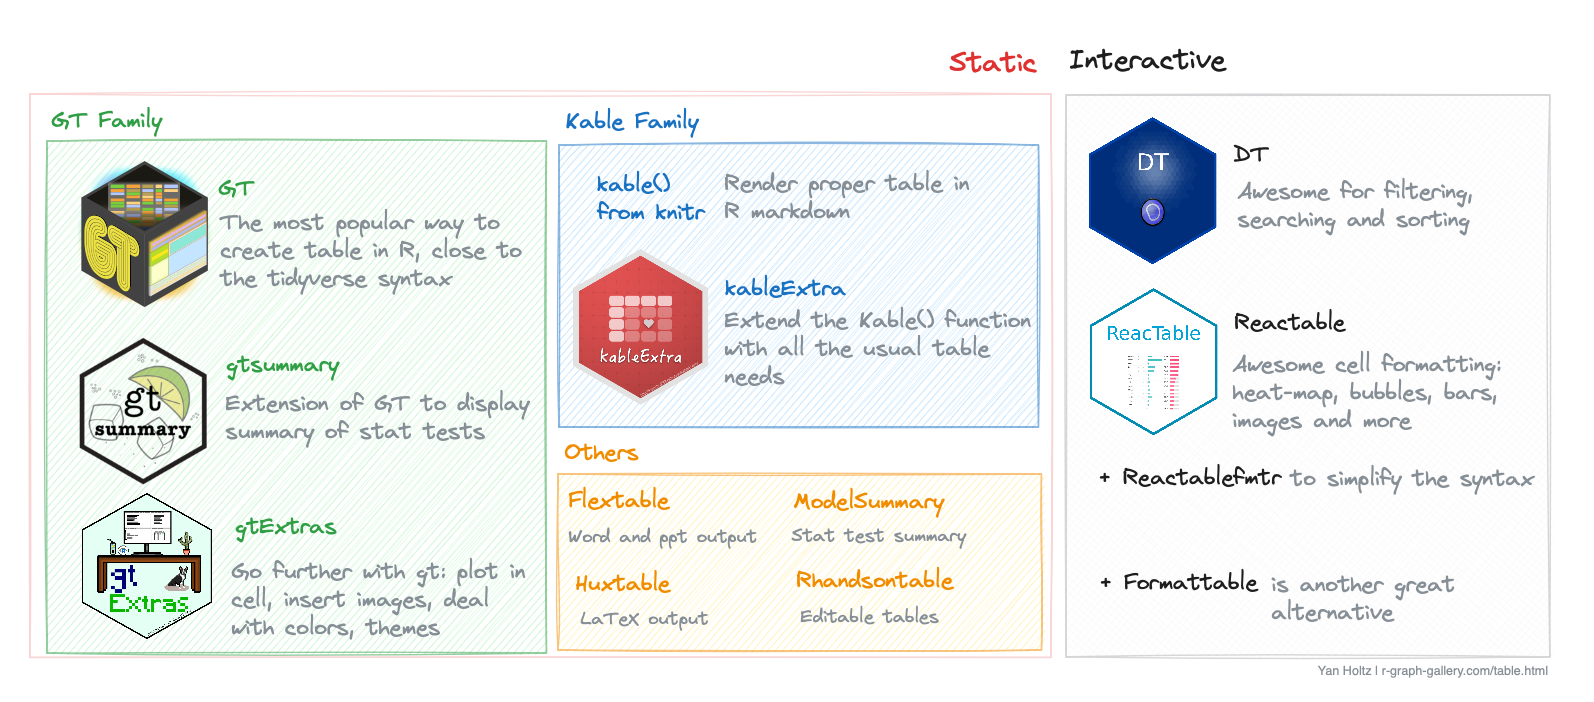 Static
Interactive
GT Family
GT
GT
The most popular way to
create table in R, close to
the tidyverse syntax
gt
summary
gtsummary
Extension of GT to display
summary of stat tests
gt
Extras
gtExtras
Go further with gt: plot in
cell, insert images, deal
with colors, themes
Kable Family
kable()
from knitr
Render proper table in
R markdown
kableExtra
kableExtra
Extend the Kable() function
with all the usual table
needs
Others
Flextable
Word and ppt output
ModelSummary
Stat test summary
Huxtable
LaTeX output
Rhandsontable
Editable tables
DT
DT
Awesome for filtering,
searching and sorting
ReacTable
Reactable
Awesome cell formatting:
heat-map, bubbles, bars,
images and more
+ Reactablefmtr to simplify the syntax
+ Formattable is another great
alternative
Yan Holtz | r-graph-gallery.com/table.html